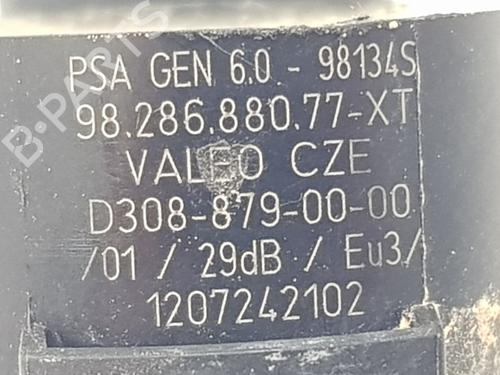 PSA GEN 6.0 - 98134S
98.286.880.77-XT
VALEO CZE
D308-879-00-00
/01 / 29dB / Eu3/
1207242102
B-PARTS